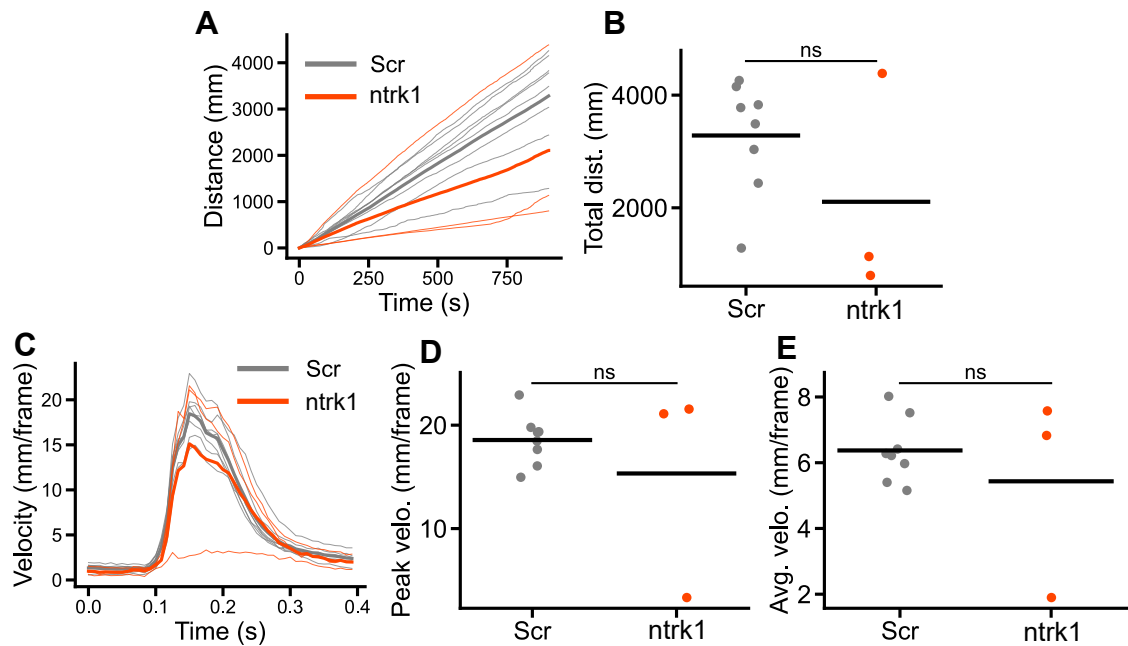 A
Distance (mm)
4000
3000
2000
1000
0
Scr
ntrk1
0 250 500 750
Time (s)
B
Total dist. (mm)
4000
2000
ns
Scr ntrk1
C
Velocity (mm/frame)
20
15
10
5
0
Scr
ntrk1
0.0 0.1 0.2 0.3 0.4
Time (s)
D
Peak velo. (mm/frame)
20
10
ns
Scr ntrk1
E
Avg. velo. (mm/frame)
8
6
4
2
ns
Scr ntrk1